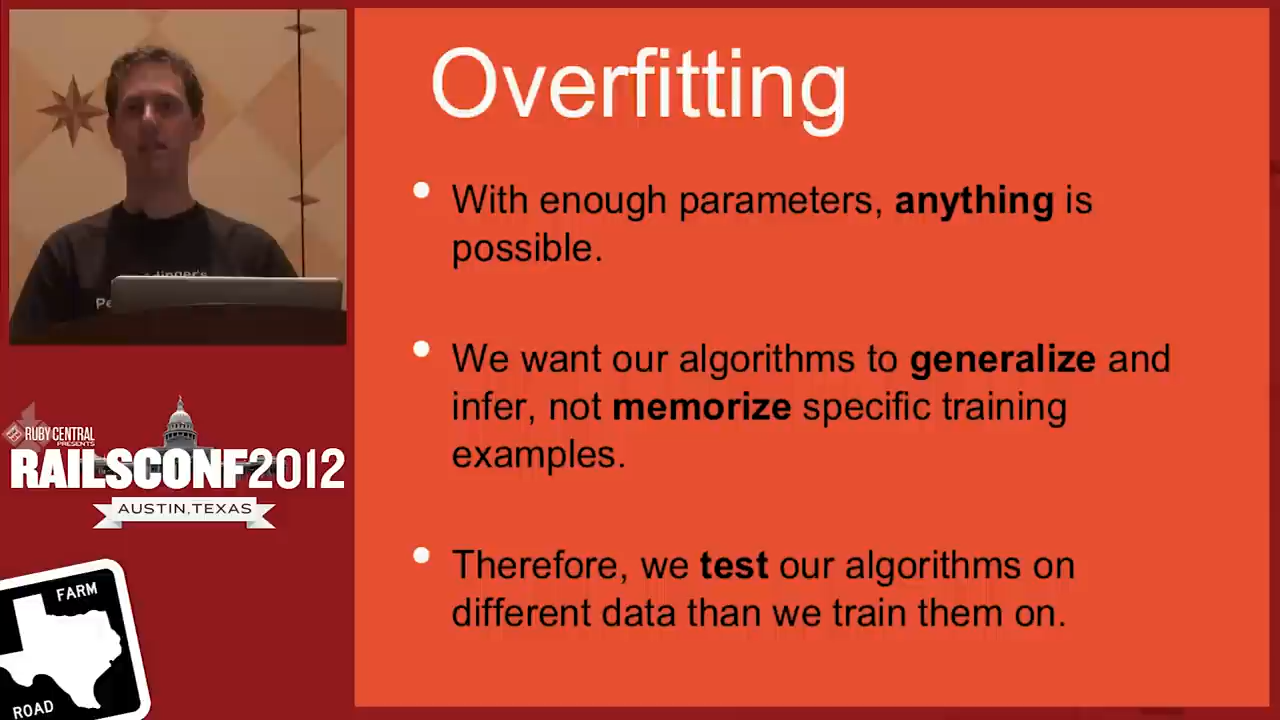 Overfitting
With enough parameters, anything is
possible.
We want our algorithms to generalize and
infer, not memorize specific training
examples.
Therefore, we test our algorithms on
different data than we train them on.
RUBY CENTRAL
PRESENTS
RAILSCONF2012
AUSTIN, TEXAS
FARM
ROAD